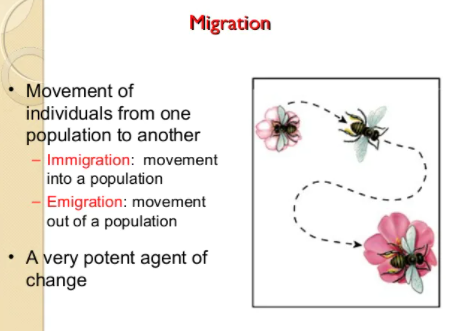 Migration
• Movement of
individuals from one
population to another
– Immigration: movement
into a population
– Emigration: movement
out of a population
• A very potent agent of
change